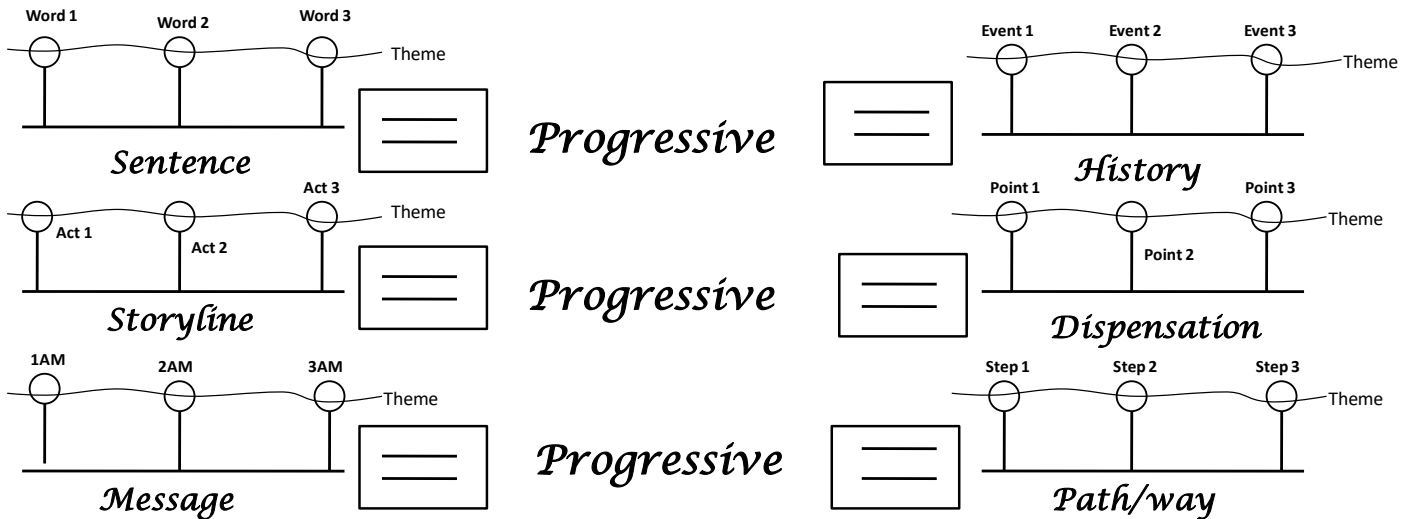 Word 1
Word 2
Word 3
Theme
Sentence
Progressive
Event 1
Event 2
Event 3
Theme
History
Act 1
Act 2
Act 3
Theme
Storyline
Progressive
Point 1
Point 2
Point 3
Theme
Dispensation
1AM
2AM
3AM
Theme
Message
Progressive
Step 1
Step 2
Step 3
Theme
Path/way